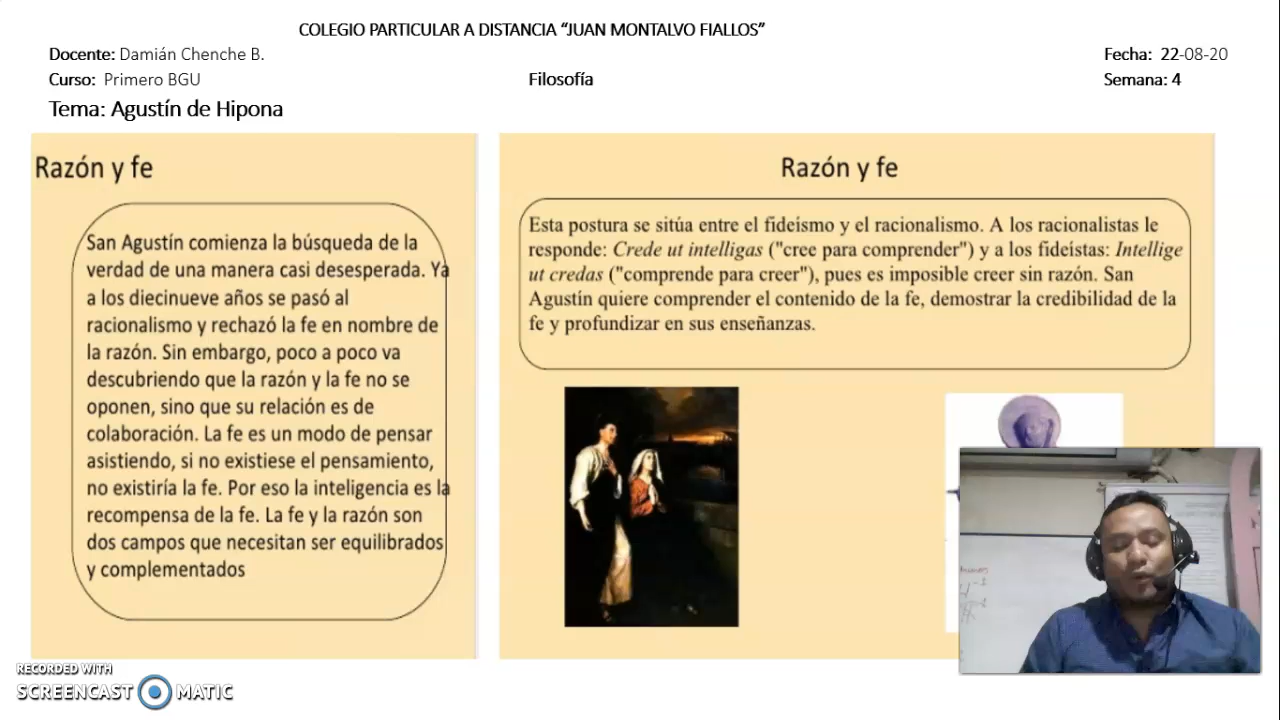 COLEGIO PARTICULAR A DISTANCIA “JUAN MONTALVO FIALLOS”
Docente: Damián Chenche B.
Fecha: 22-08-20
Curso: Primero BGU
Filosofía
Semana: 4
Tema: Agustín de Hipona
Razón y fe
San Agustín comienza la búsqueda de la
verdad de una manera casi desesperada. Ya
a los diecinueve años se pasó al
racionalismo y rechazó la fe en nombre de
la razón. Sin embargo, poco a poco va
descubriendo que la razón y la fe no se
oponen, sino que su relación es de
colaboración. La fe es un modo de pensar
asistiendo, si no existiese el pensamiento,
no existiría la fe. Por eso la inteligencia es la
recompensa de la fe. La fe y la razón son
dos campos que necesitan ser equilibrados
y complementados
Razón y fe
Esta postura se sitúa entre el fideísmo y el racionalismo. A los racionalistas le
responde: Crede ut intelligas ("cree para comprender") y a los fideístas: Intellige
ut credas ("comprende para creer"), pues es imposible creer sin razón. San
Agustín quiere comprender el contenido de la fe, demostrar la credibilidad de la
fe y profundizar en sus enseñanzas.
RECORDED WITH
SCREENCAST MATIC